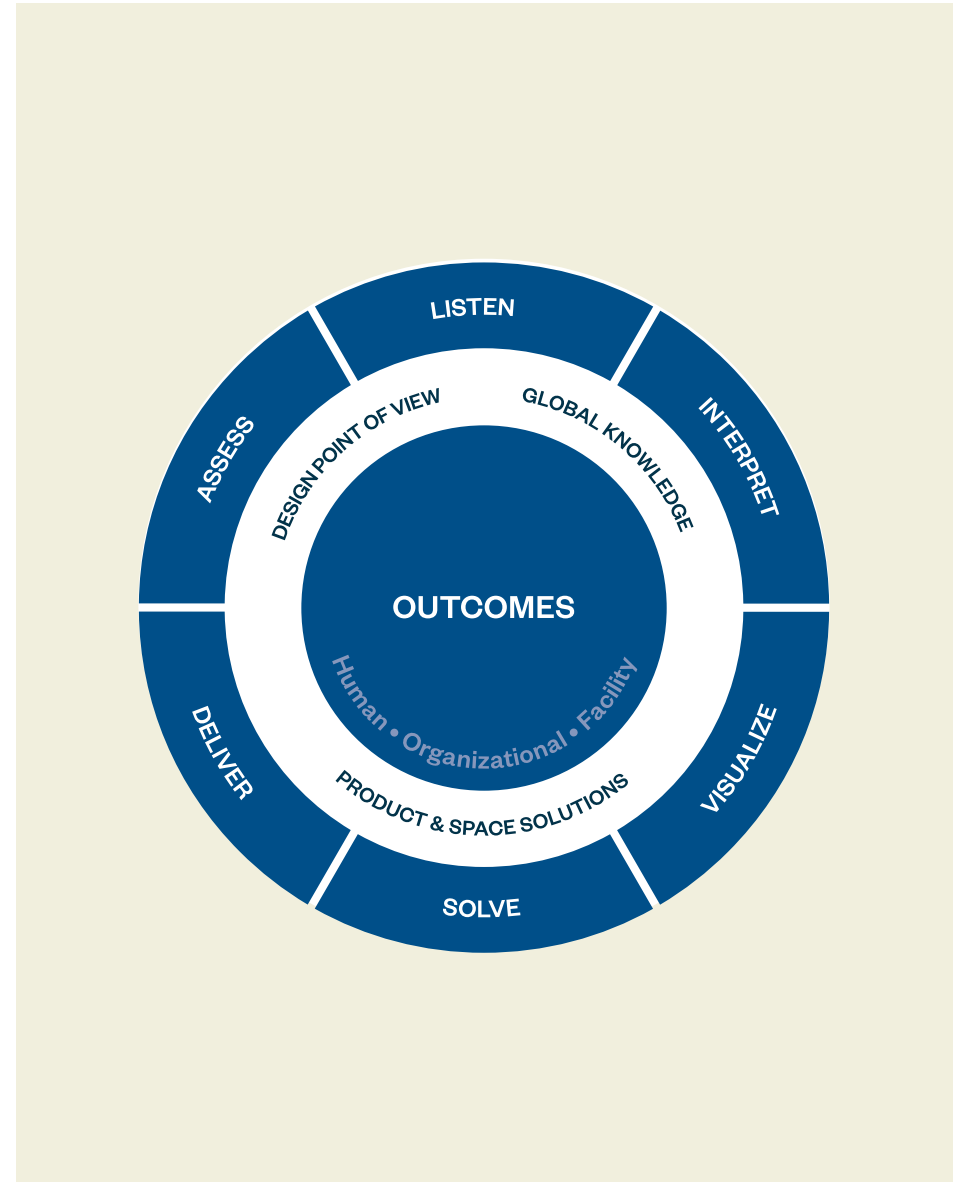 LISTEN
INTERPRET
VISUALIZE
SOLVE
DELIVER
ASSESS
DESIGN POINT OF VIEW
GLOBAL KNOWLEDGE
PRODUCT & SPACE SOLUTIONS
OUTCOMES
Human • Organizational • Facility